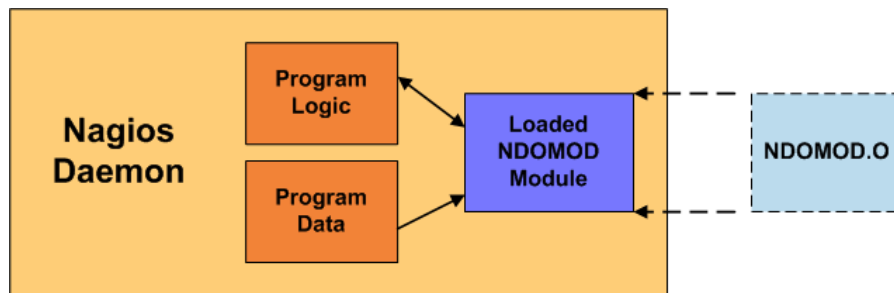 Nagios
Daemon
Program
Logic
Program
Data
Loaded
NDOMOD
Module
NDOMOD.O